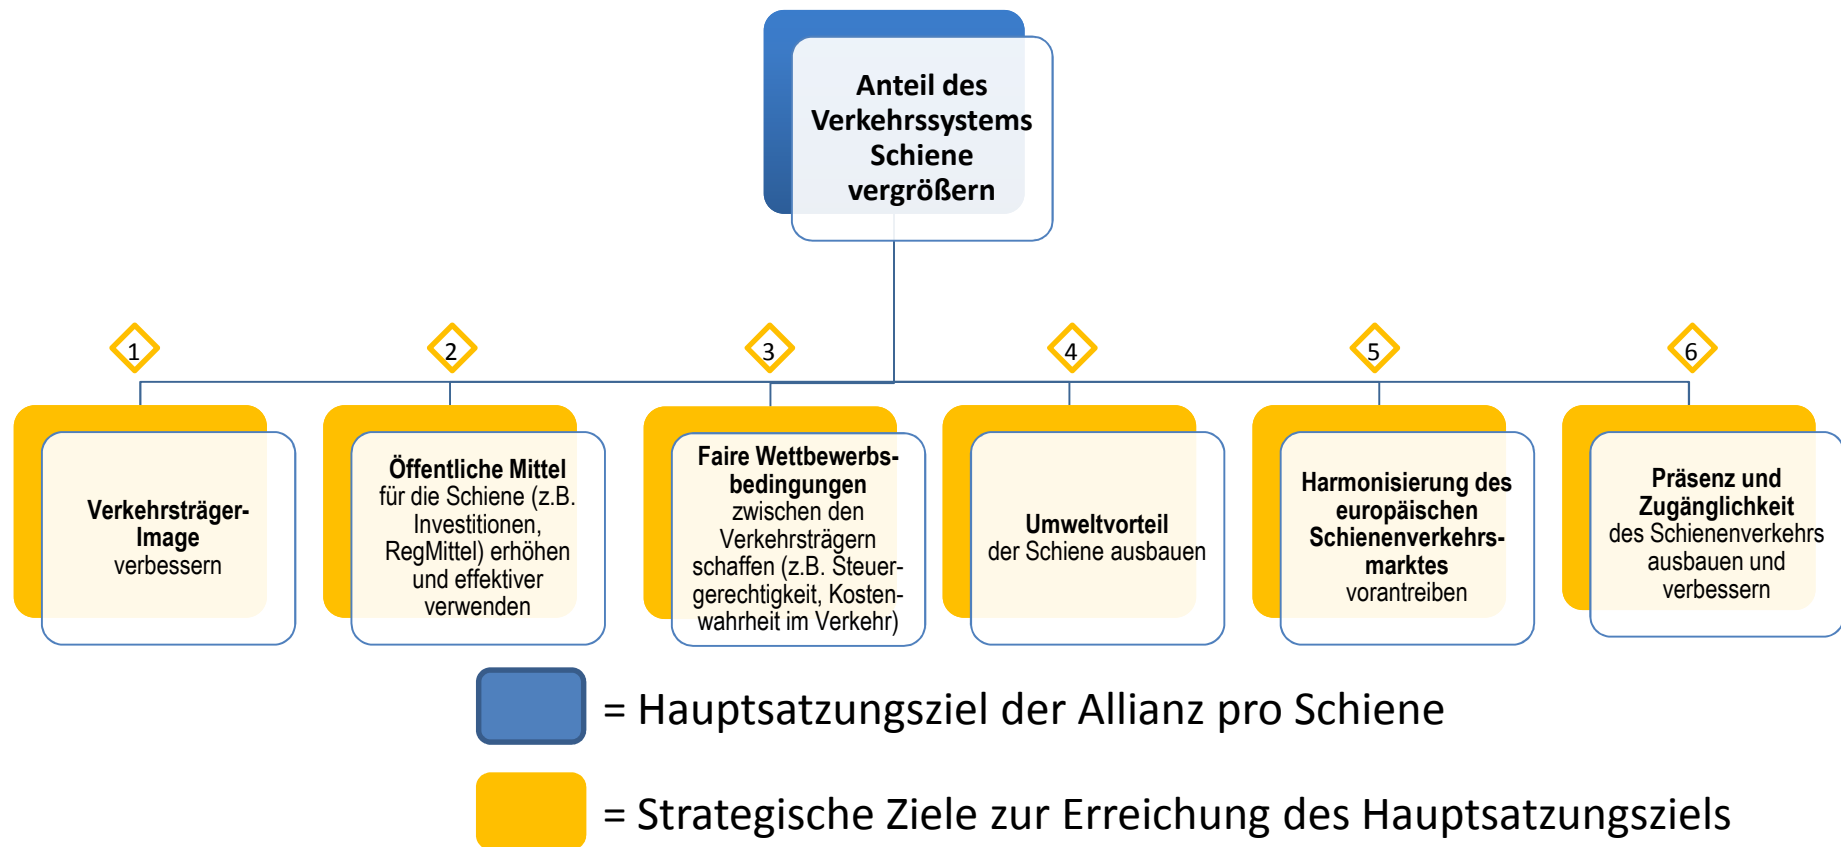 Anteil des
Verkehrssystems
Schiene
vergrößern
1
2
3
4
5
6
Verkehrsträger-
Image
verbessern
Öffentliche Mittel
für die Schiene (z.B.
Investitionen,
RegMittel) erhöhen
und effektiver
verwenden
Faire Wettbewerbs-
bedingungen
zwischen den
Verkehrsträgern
schaffen (z.B. Steuer-
gerechtigkeit, Kosten-
wahrheit im Verkehr)
Umweltvorteil
der Schiene ausbauen
Harmonisierung des
europäischen
Schienenverkehrs-
marktes
vorantreiben
Präsenz und
Zugänglichkeit
des Schienenverkehrs
ausbauen und
verbessern
= Hauptsatzungsziel der Allianz pro Schiene
= Strategische Ziele zur Erreichung des Hauptsatzungsziels